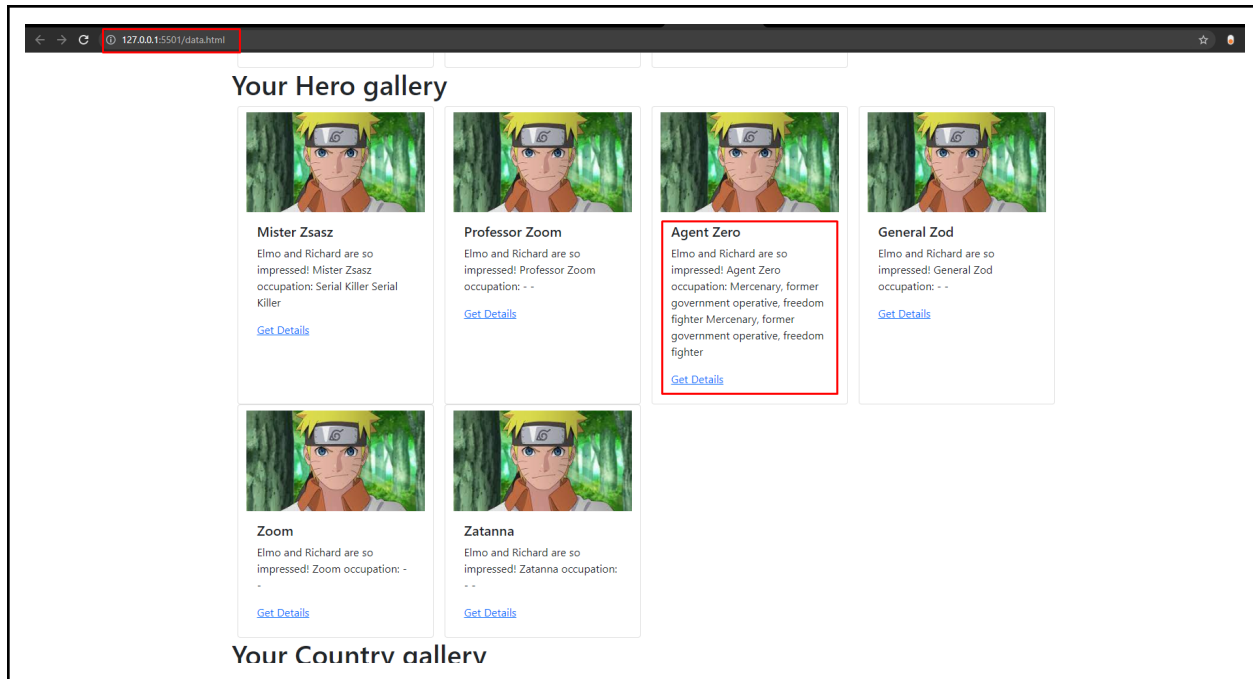 127.0.0.1:5501/data.html
Your Hero gallery
Mister Zsasz
Elmo and Richard are so
impressed! Mister Zsasz
occupation: Serial Killer Serial
Killer
Get Details
Professor Zoom
Elmo and Richard are so
impressed! Professor Zoom
occupation: - -
Get Details
Agent Zero
Elmo and Richard are so
impressed! Agent Zero
occupation: Mercenary, former
government operative, freedom
fighter Mercenary, former
government operative, freedom
fighter
Get Details
General Zod
Elmo and Richard are so
impressed! General Zod
occupation: - -
Get Details
Zoom
Elmo and Richard are so
impressed! Zoom occupation: -
-
Get Details
Zatanna
Elmo and Richard are so
impressed! Zatanna occupation:
- -
Get Details
Your Country gallery